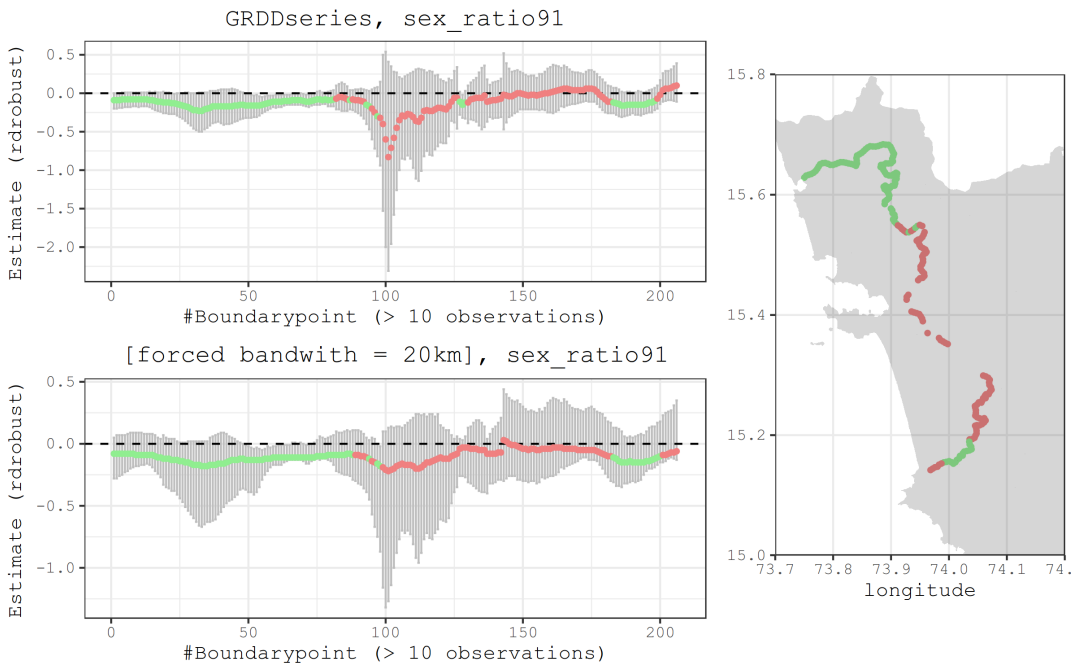 GRDDseries, sex_ratio91
Estimate (rdrobust)
0.5
0.0
-0.5
-1.0
-1.5
-2.0
0 50 100 150 200
#Boundarypoint (> 10 observations)
[forced bandwith = 20km], sex_ratio91
Estimate (rdrobust)
0.5
0.0
-0.5
-1.0
0 50 100 150 200
#Boundarypoint (> 10 observations)
15.8
15.6
15.4
15.2
15.0
73.7 73.8 73.9 74.0 74.1 74.
longitude